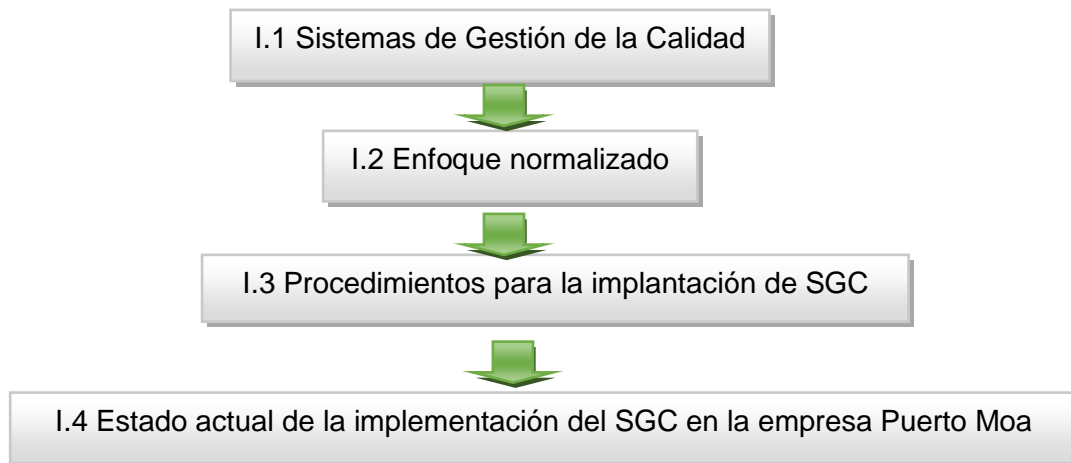 I.1 Sistemas de Gestión de la Calidad
I.2 Enfoque normalizado
I.3 Procedimientos para la implantación de SGC
I.4 Estado actual de la implementación del SGC en la empresa Puerto Moa